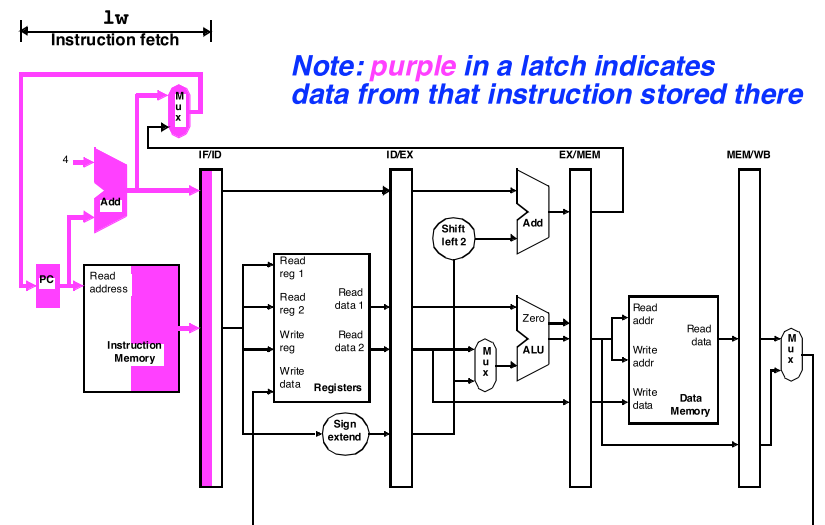 lw
Instruction fetch
Note: purple in a latch indicates
data from that instruction stored there
M
u
x
IF/ID
ID/EX
EX/MEM
MEM/WB
4
Add
Add
Shift
left 2
PC
Read
address
Instruction
Memory
Read
reg 1
Read
reg 2
Write
reg
Write
data
Read
data 1
Read
data 2
Registers
Sign
extend
M
u
x
Zero
ALU
Read
addr
Write
addr
Write
data
Read
data
Data
Memory
M
u
x